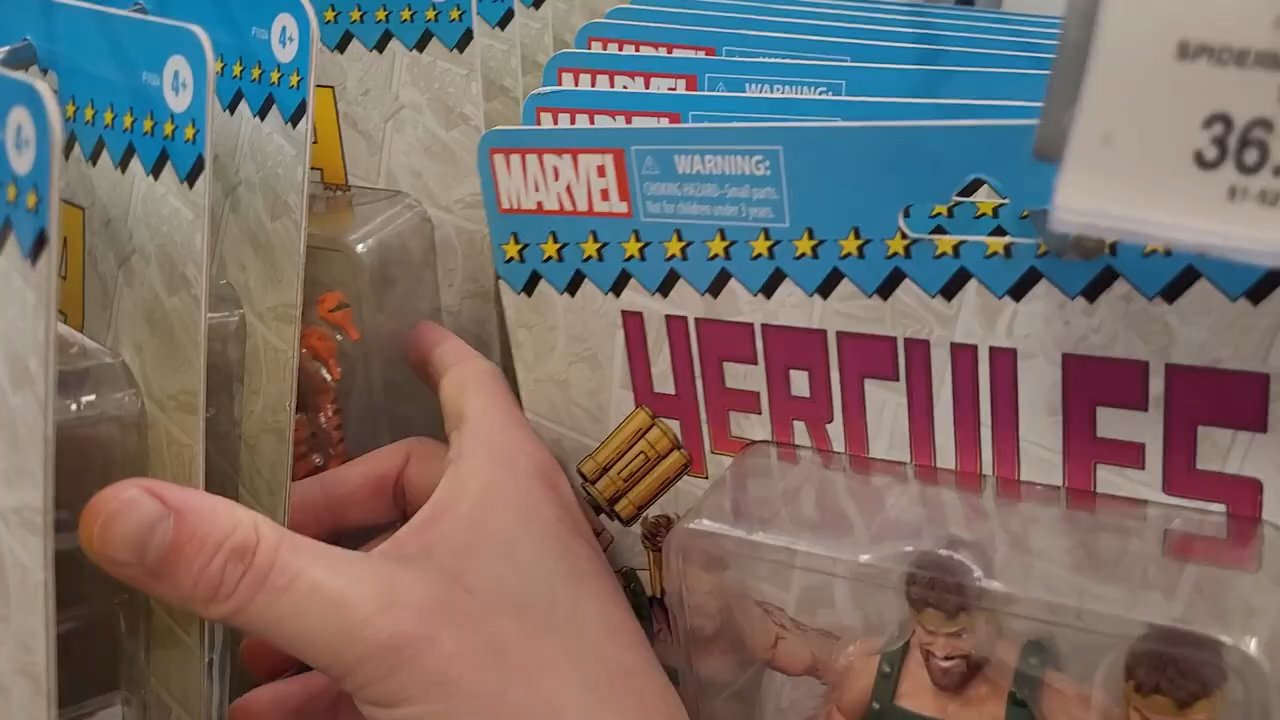 4+
4+
4+
A
A
MARVEL
MARVEL
MARVEL
WARNING:
MARVEL
WARNING:
CHOKING HAZARD–Small parts.
Not for children under 3 years.
HERCULES
36.